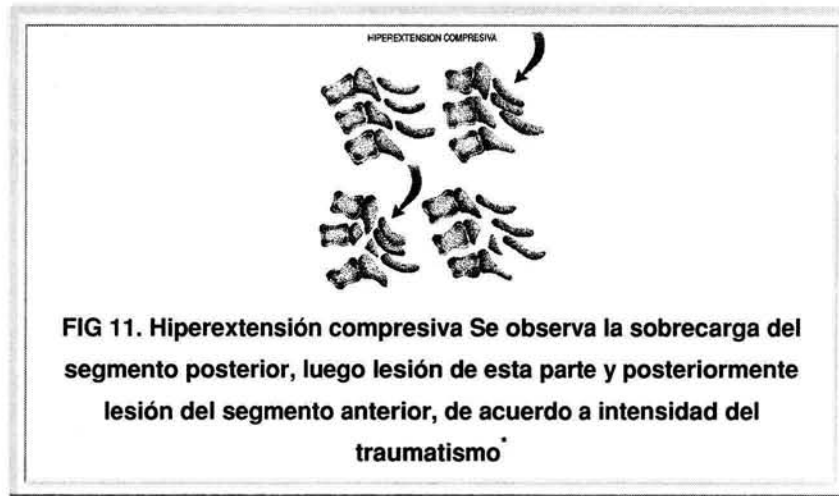 HIPEREXTENSION COMPRESIVA
FIG 11. Hiperextensión compresiva Se observa la sobrecarga del
segmento posterior, luego lesión de esta parte y posteriormente
lesión del segmento anterior, de acuerdo a intensidad del
traumatismo*